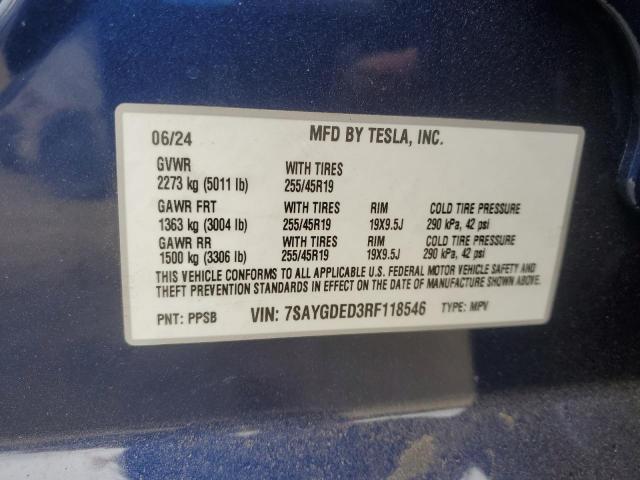 06/24 MFD BY TESLA, INC.
GVWR WITH TIRES
2273 kg (5011 lb) 255/45R19
GAWR FRT WITH TIRES RIM COLD TIRE PRESSURE
1363 kg (3004 lb) 255/45R19 19X9.5J 290 kPa, 42 psi
GAWR RR WITH TIRES RIM COLD TIRE PRESSURE
1500 kg (3306 lb) 255/45R19 19X9.5J 290 kPa, 42 psi
THIS VEHICLE CONFORMS TO ALL APPLICABLE U.S. FEDERAL MOTOR VEHICLE SAFETY AND
THEFT PREVENTION STANDARDS IN EFFECT ON THE DATE OF MANUFACTURE SHOWN ABOVE.
PNT: PPSB VIN: 7SAYGDED3RF118546 TYPE: MPV